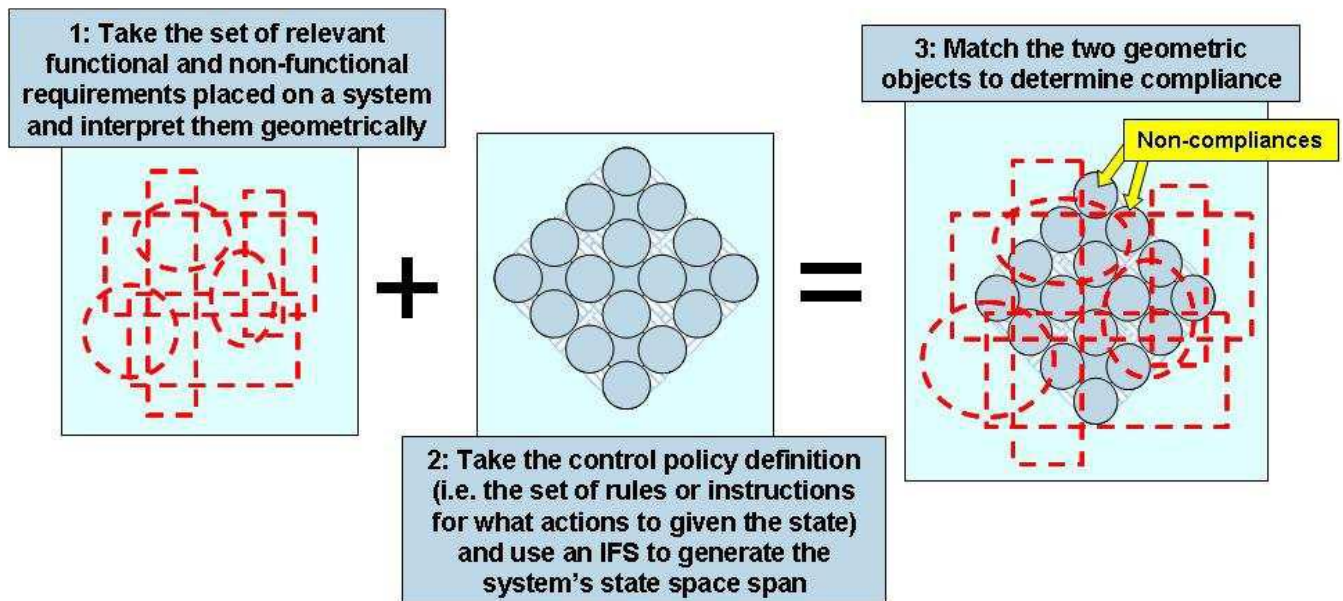 1: Take the set of relevant
functional and non-functional
requirements placed on a system
and interpret them geometrically
3: Match the two geometric
objects to determine compliance
Non-compliances
+
=
2: Take the control policy definition
(i.e. the set of rules or instructions
for what actions to given the state)
and use an IFS to generate the
system's state space span